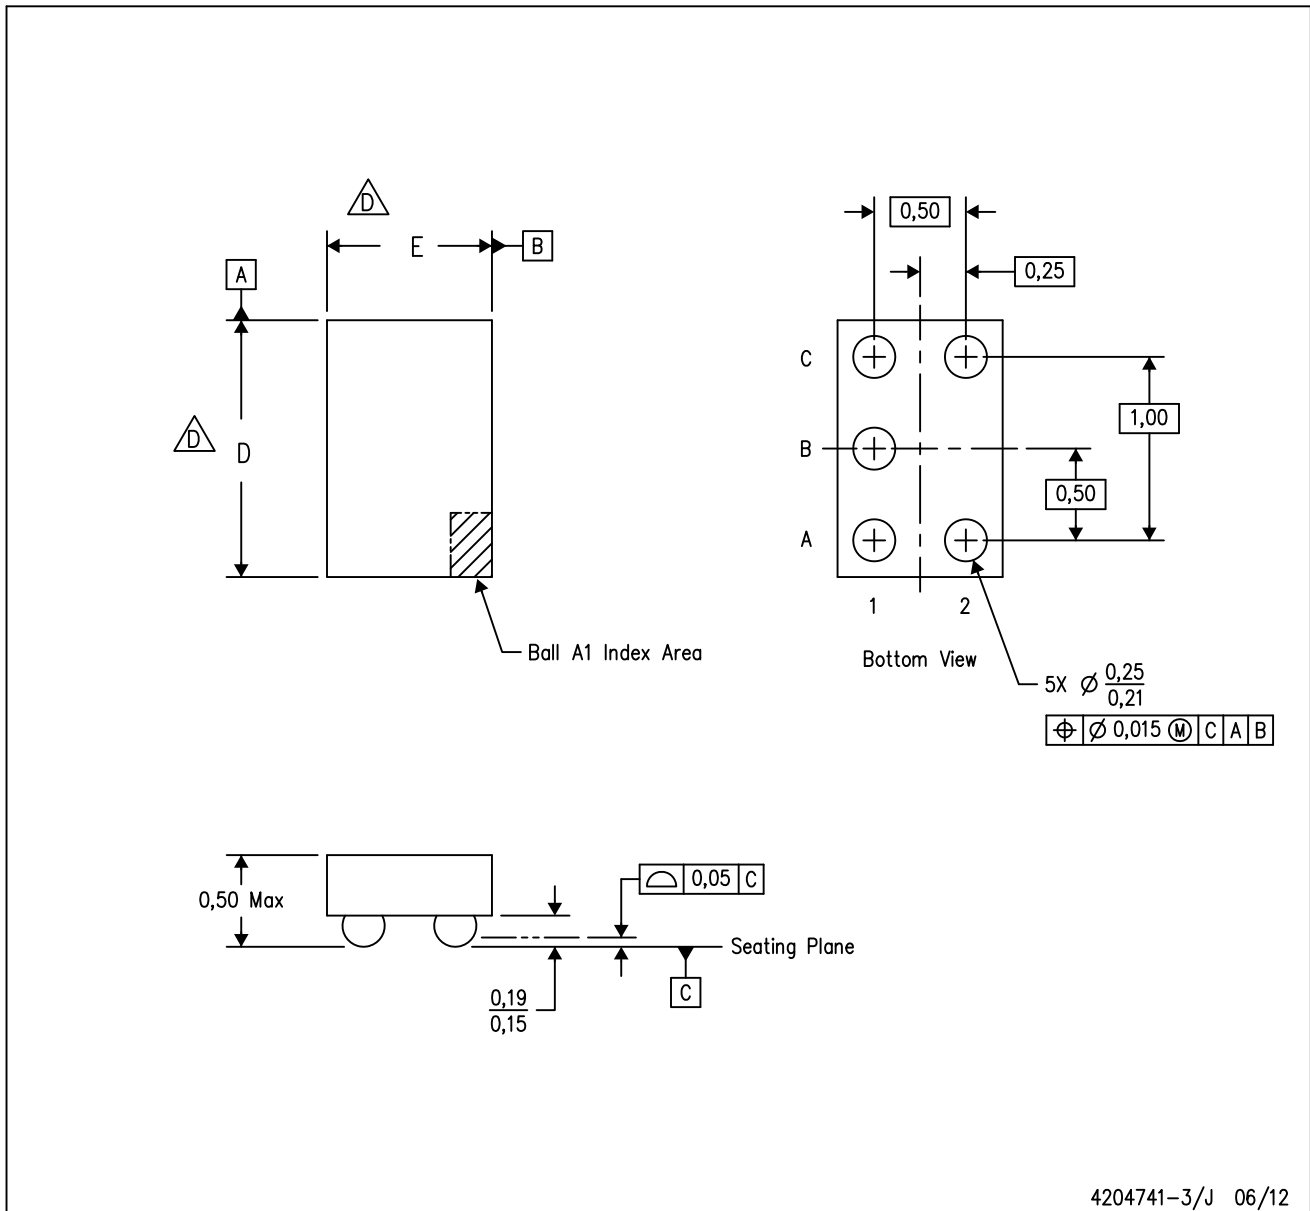 D
E
B
A
D
D
Ball A1 Index Area
0,50
0,25
C
B
A
1,00
0,50
1 2
Bottom View
5X Ø 0,25
0,21
⌖ Ø 0,015 Ⓜ C A B
0,50 Max
⌓ 0,05 C
Seating Plane
C
0,19
0,15
4204741-3/J 06/12